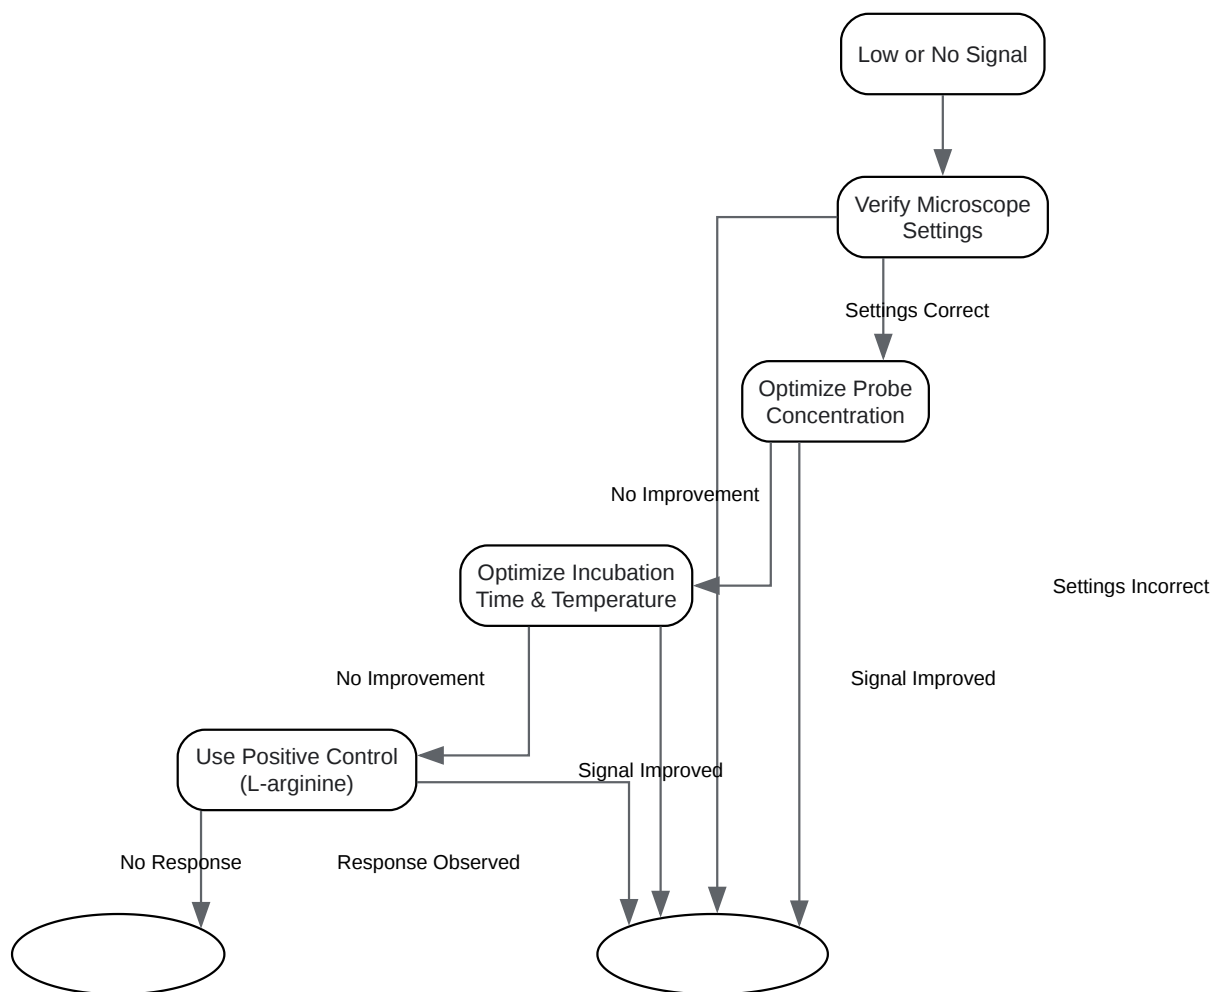 Low or No Signal
Verify Microscope
Settings
Settings Correct
Optimize Probe
Concentration
No Improvement
Optimize Incubation
Time & Temperature
Settings Incorrect
No Improvement
Signal Improved
Use Positive Control
(L-arginine)
Signal Improved
No Response
Response Observed